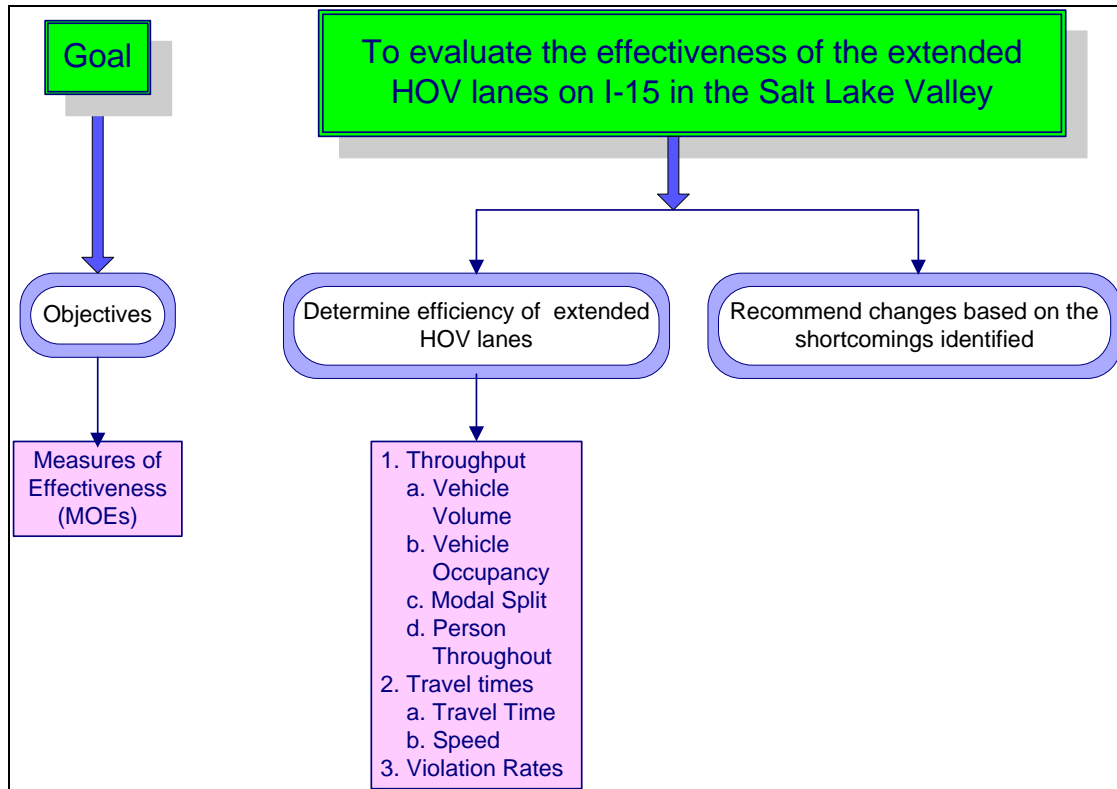 Goal
To evaluate the effectiveness of the extended
HOV lanes on I-15 in the Salt Lake Valley
Objectives
Determine efficiency of extended
HOV lanes
Recommend changes based on the
shortcomings identified
Measures of
Effectiveness
(MOEs)
1. Throughput
a. Vehicle
Volume
b. Vehicle
Occupancy
c. Modal Split
d. Person
Throughout
2. Travel times
a. Travel Time
b. Speed
3. Violation Rates